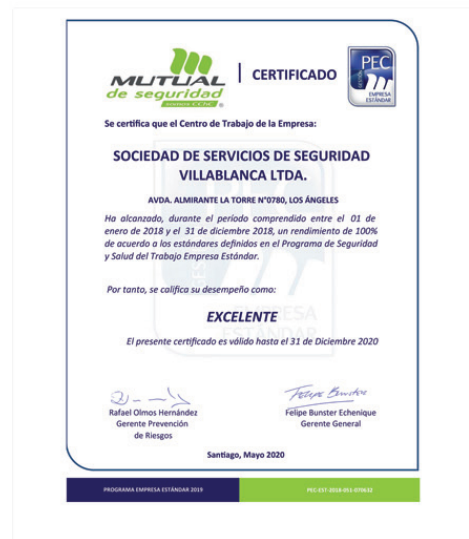 MUTUAL
de seguridad
somos CChC
CERTIFICADO
PEC
EMPRESA
ESTÁNDAR
Se certifica que el Centro de Trabajo de la Empresa:
SOCIEDAD DE SERVICIOS DE SEGURIDAD
VILLABLANCA LTDA.
AVDA. ALMIRANTE LA TORRE N°0780, LOS ÁNGELES
Ha alcanzado, durante el período comprendido entre el 01 de
enero de 2018 y el 31 de diciembre 2018, un rendimiento de 100%
de acuerdo a los estándares definidos en el Programa de Seguridad
y Salud del Trabajo Empresa Estándar.
Por tanto, se califica su desempeño como:
EXCELENTE
El presente certificado es válido hasta el 31 de Diciembre 2020
Felipe Bunster
Rafael Olmos Hernández
Gerente Prevención
de Riesgos
Felipe Bunster Echenique
Gerente General
Santiago, Mayo 2020
PROGRAMA EMPRESA ESTÁNDAR 2019